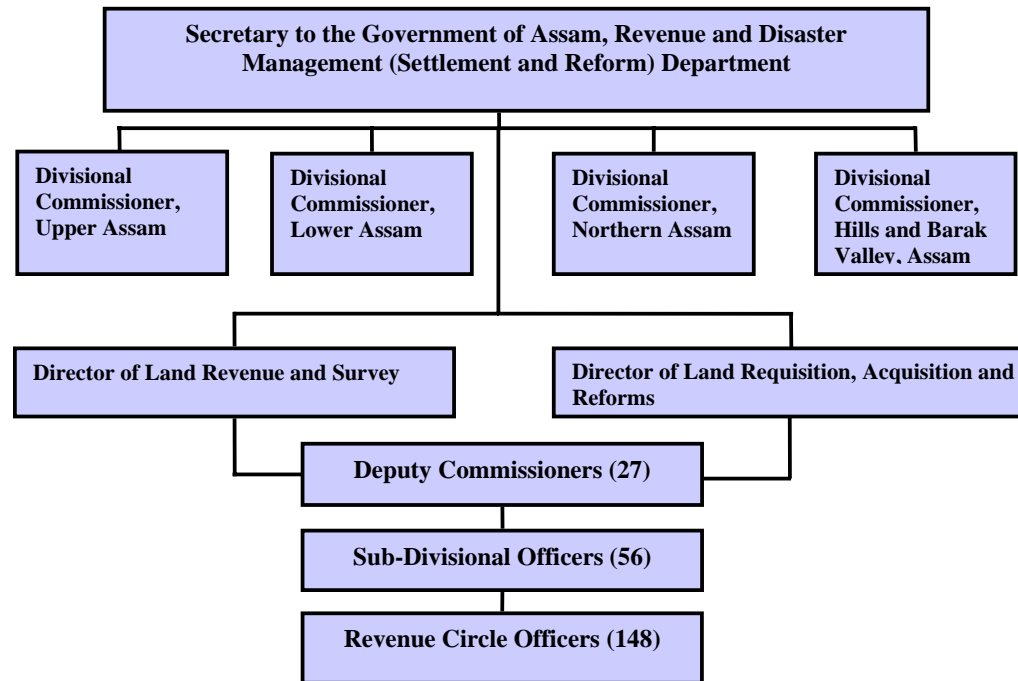 Secretary to the Government of Assam, Revenue and Disaster
Management (Settlement and Reform) Department
Divisional
Commissioner,
Upper Assam
Divisional
Commissioner,
Lower Assam
Divisional
Commissioner,
Northern Assam
Divisional
Commissioner,
Hills and Barak
Valley, Assam
Director of Land Revenue and Survey
Director of Land Requisition, Acquisition and
Reforms
Deputy Commissioners (27)
Sub-Divisional Officers (56)
Revenue Circle Officers (148)